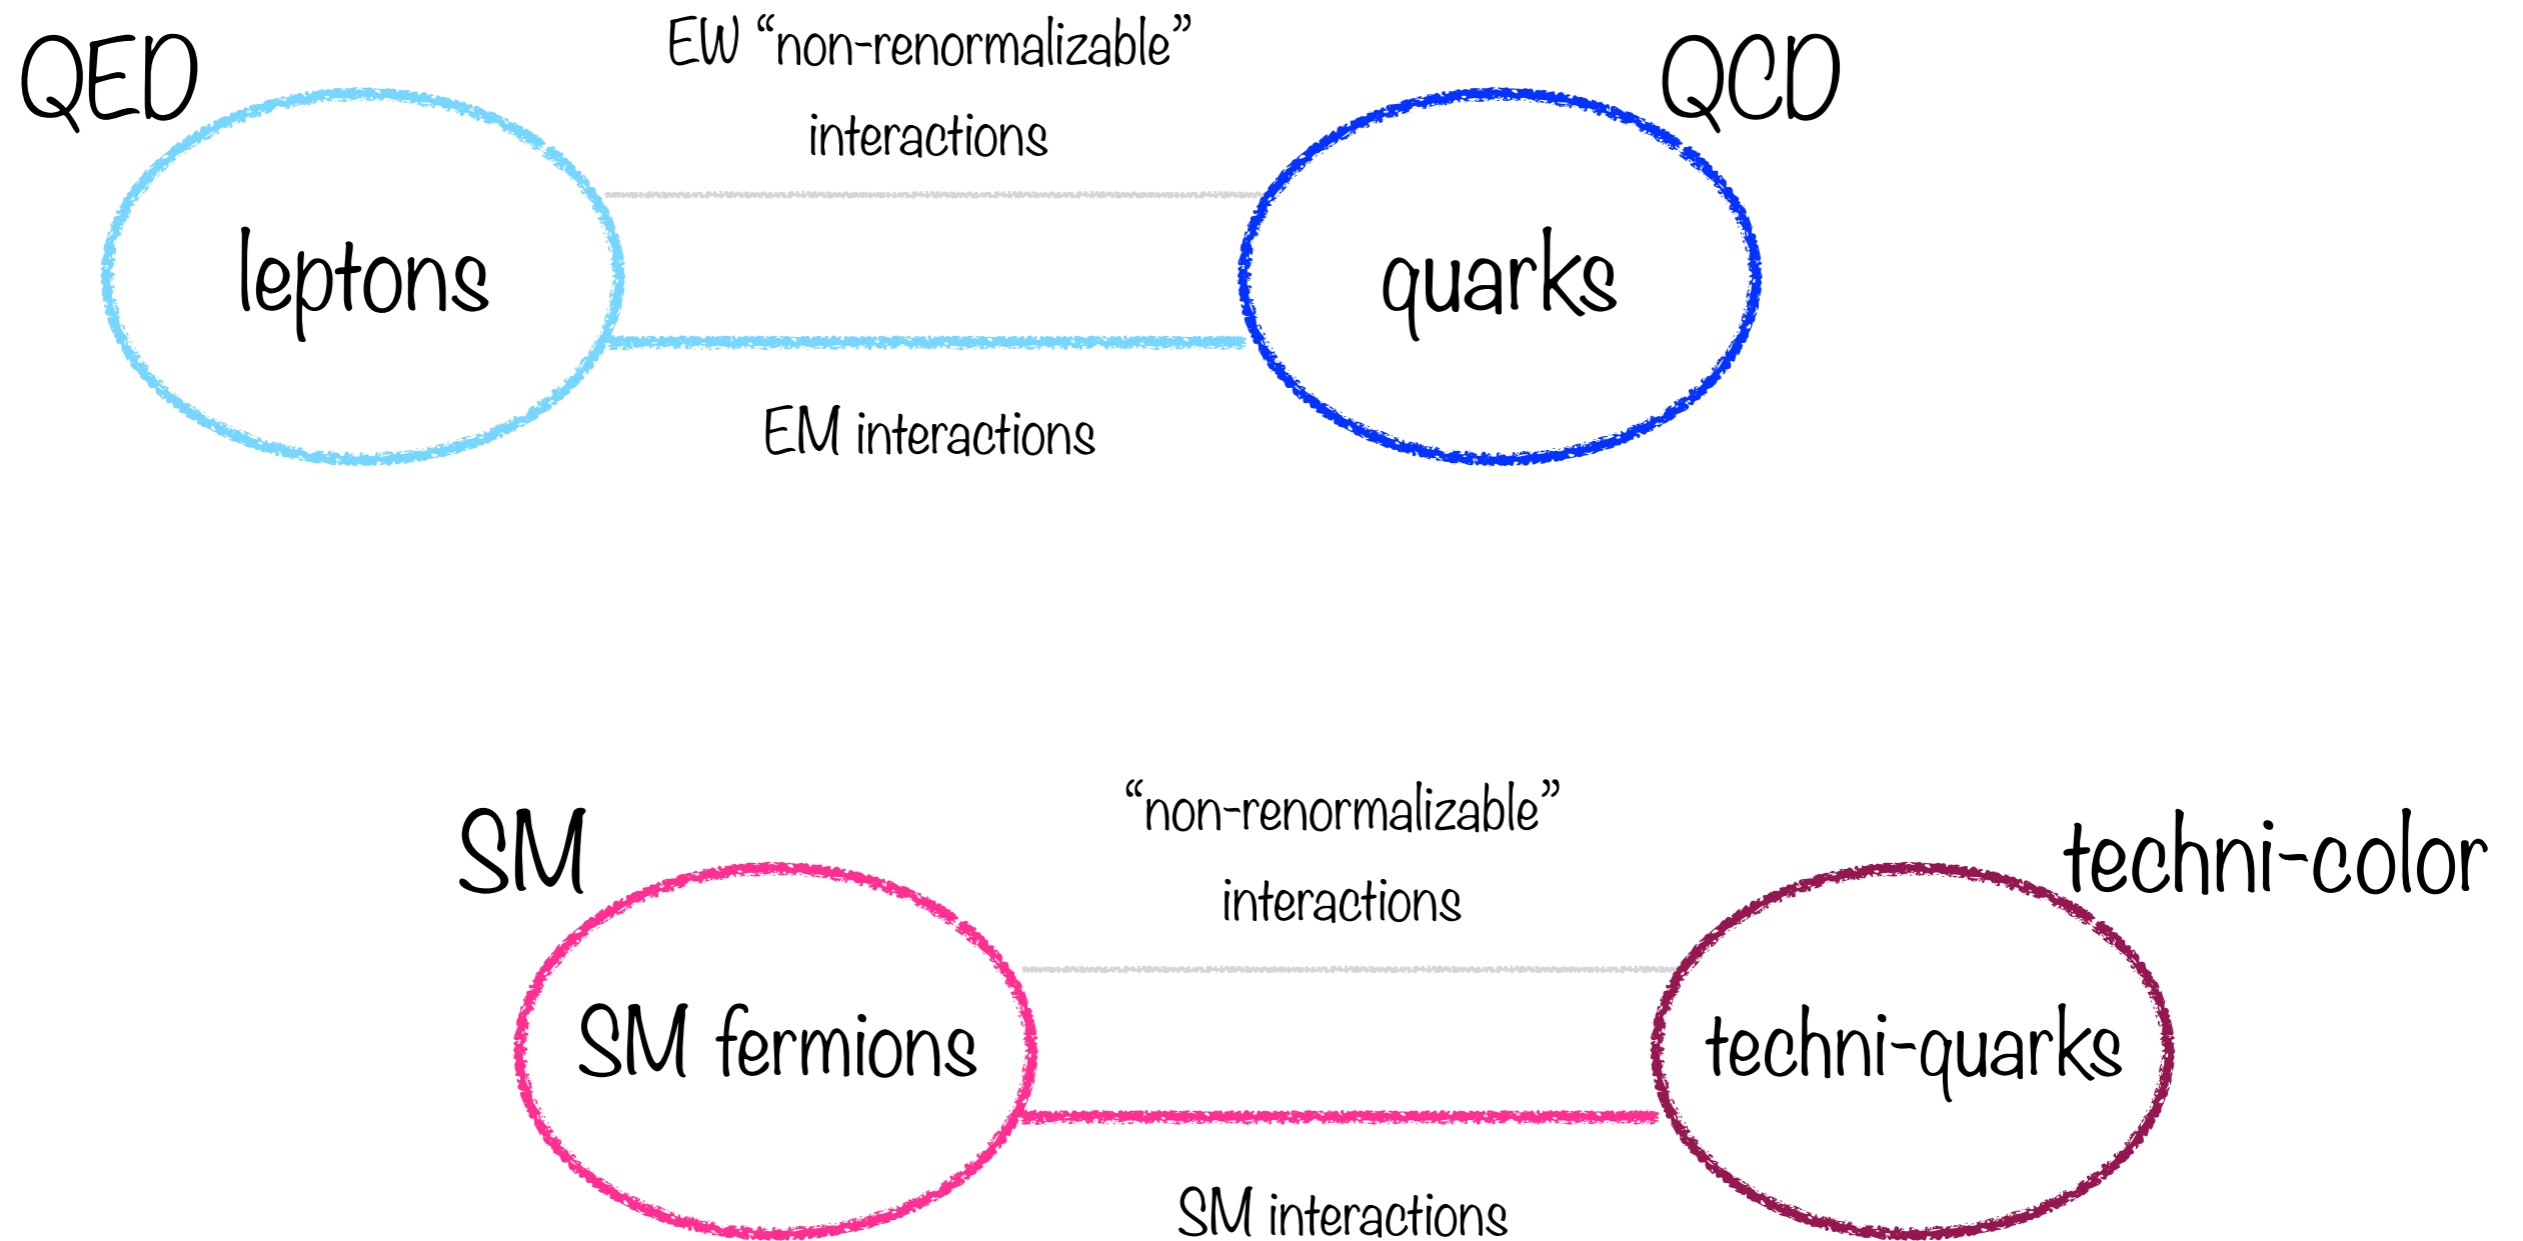 QED
EW “non-renormalizable”
interactions
QCD
leptons
quarks
EM interactions
SM
“non-renormalizable”
interactions
techni-color
SM fermions
techni-quarks
SM interactions